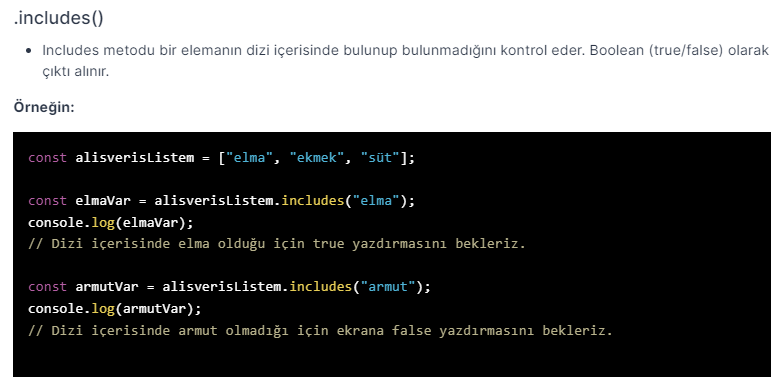 .includes()
• Includes metodu bir elemanın dizi içerisinde bulunup bulunmadığını kontrol eder. Boolean (true/false) olarak
çıktı alınır.
Örneğin:
const alisverisListem = ["elma", "ekmek", "süt"];
const elmaVar = alisverisListem.includes("elma");
console.log(elmaVar);
// Dizi içerisinde elma olduğu için true yazdırmasını bekleriz.
const armutVar = alisverisListem.includes("armut");
console.log(armutVar);
// Dizi içerisinde armut olmadığı için ekrana false yazdırmasını bekleriz.